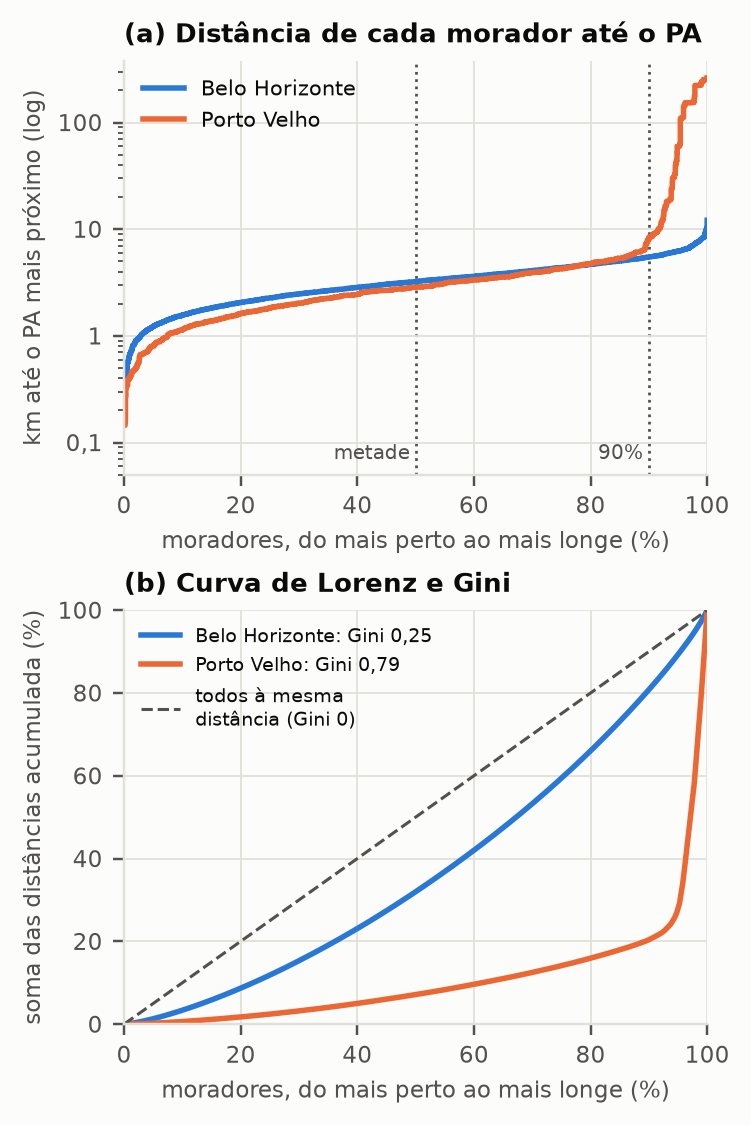 (a) Distância de cada morador até o PA
Belo Horizonte
Porto Velho
km até o PA mais próximo (log)
100
10
1
0,1
metade
90%
0
20
40
60
80
100
moradores, do mais perto ao mais longe (%)
(b) Curva de Lorenz e Gini
Belo Horizonte: Gini 0,25
Porto Velho: Gini 0,79
todos à mesma
distância (Gini 0)
soma das distâncias acumulada (%)
100
80
60
40
20
0
0
20
40
60
80
100
moradores, do mais perto ao mais longe (%)